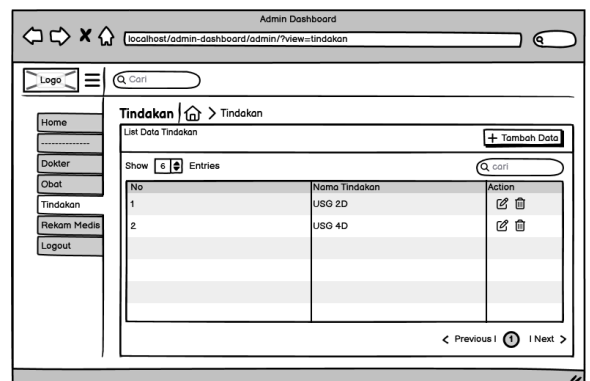 Admin Dashboard
localhost/admin-dashboard/admin/?view=tindakan
Logo
Cari
Home
--------------
Dokter
Obat
Tindakan
Rekam Medis
Logout
Tindakan > Tindakan
List Data Tindakan
+ Tambah Data
Show 6 Entries
cari
No Nama Tindakan Action
1 USG 2D
2 USG 4D
< Previous | 1 | Next >